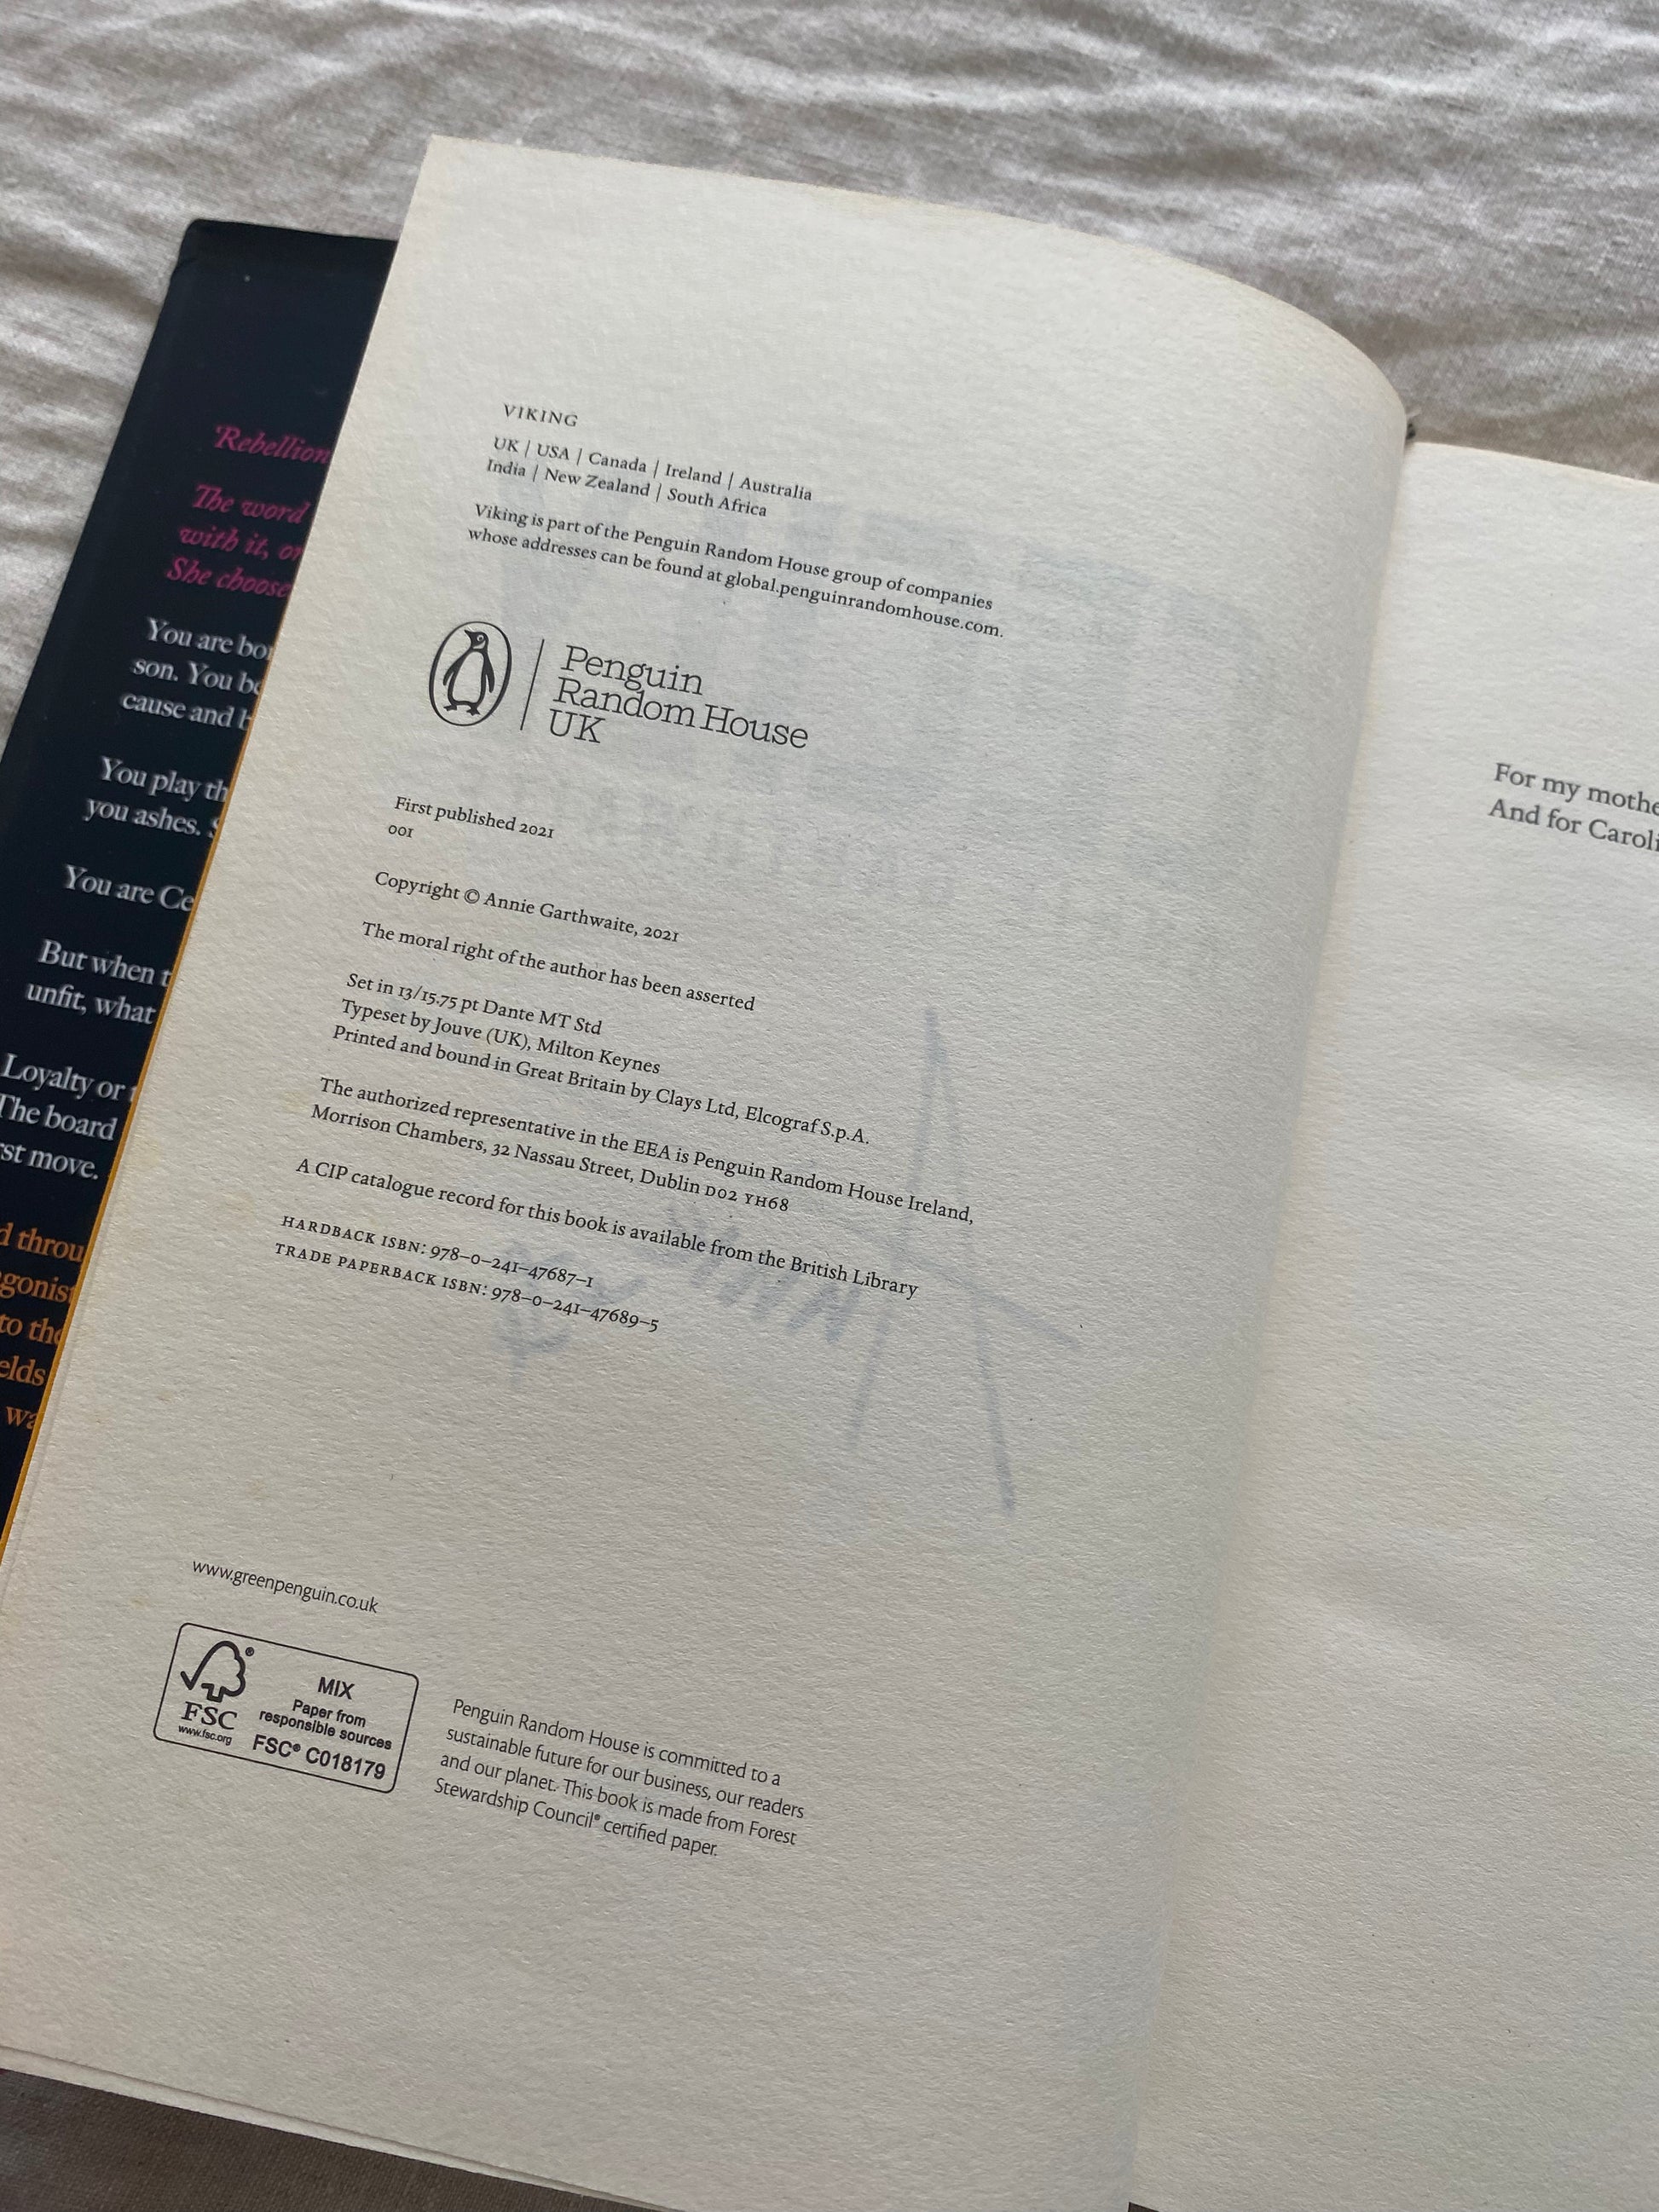 'Rebellion
The word
with it, or
She choose
You are
son. You
cause and
You play
you ashes.
You are Ce
But when
unfit, what
Loyalty or
The board
move.
throu
to
VIKING
UK | USA | Canada | Ireland | Australia
India | New Zealand | South Africa
Viking is part of the Penguin Random House group of companies
whose addresses can be found at global.penguinrandomhouse.com.
Penguin
Random House
UK
First published 2021
001
Copyright © Annie Garthwaite, 2021
The moral right of the author has been asserted
Set in 13/15.75 pt Dante MT Std
Typeset by Jouve (UK), Milton Keynes
Printed and bound in Great Britain by Clays Ltd, Elcograf S.p.A.
The authorized representative in the EEA is Penguin Random House Ireland,
Morrison Chambers, 32 Nassau Street, Dublin D02 YH68
A CIP catalogue record for this book is available from the British Library
HARDBACK ISBN: 978–0–241–47687–1
TRADE PAPERBACK ISBN: 978–0–241–47689–5
www.greenpenguin.co.uk
FSC
www.fsc.org
MIX
Paper from
responsible sources
FSC® C018179
Penguin Random House is committed to a
sustainable future for our business, our readers
and our planet. This book is made from Forest
Stewardship Council® certified paper.
For my mothe
And for Caroli